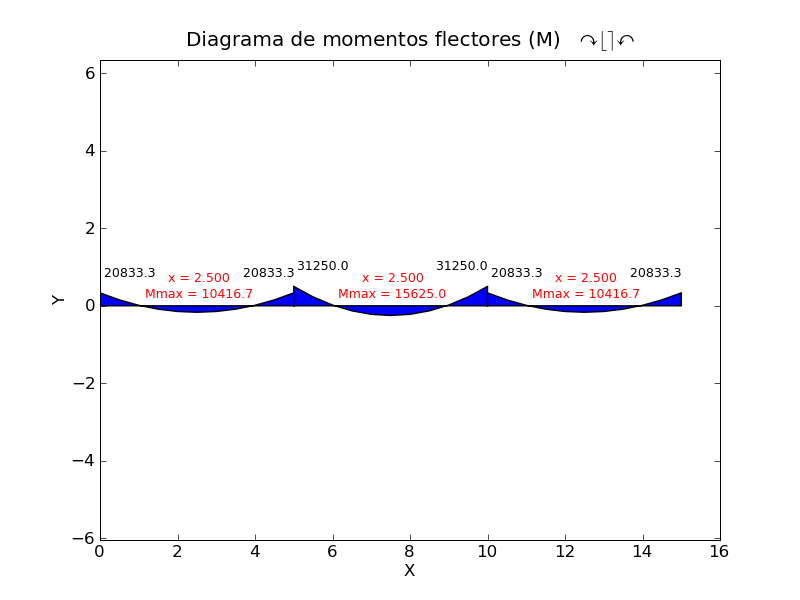 Diagrama de momentos flectores (M) ↷⌊⌉↶
6
4
2
0
−2
−4
−6
Y
20833.3
x = 2.500
Mmax = 10416.7
20833.3
31250.0
x = 2.500
Mmax = 15625.0
31250.0
20833.3
x = 2.500
Mmax = 10416.7
20833.3
0 2 4 6 8 10 12 14 16
X